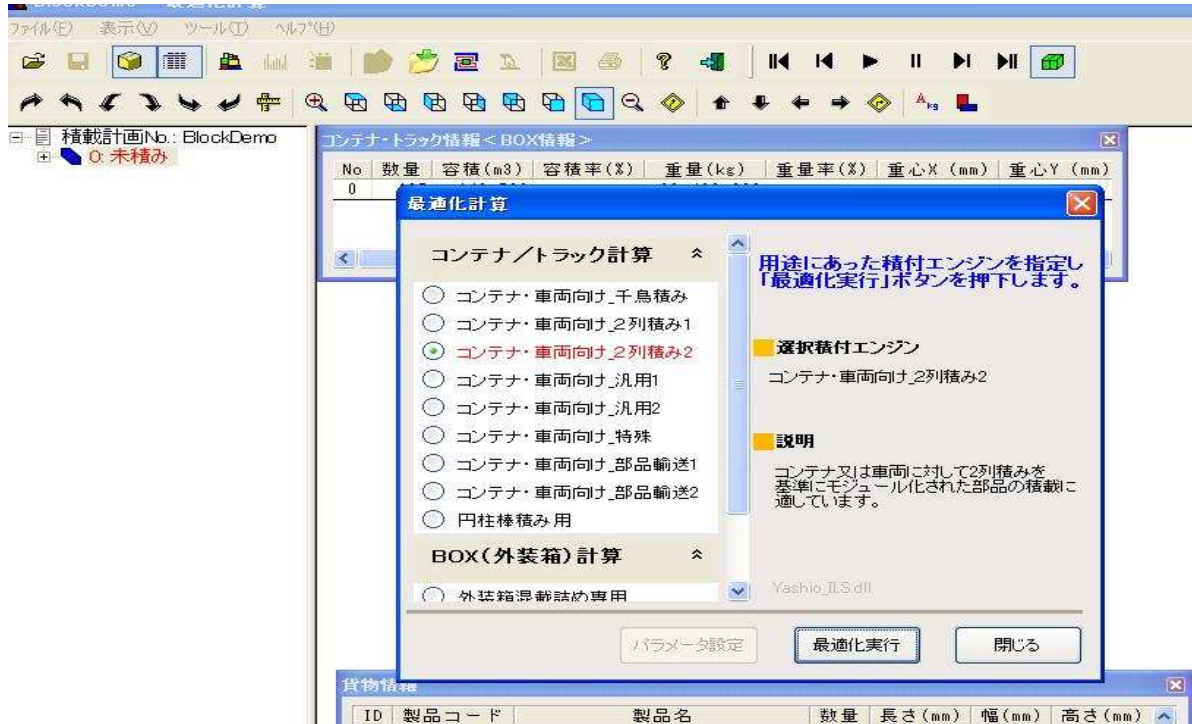 BlockDemo - 最適化計算
ファイル(F) 表示(V) ツール(T) ヘルプ(H)
積載計画No.: BlockDemo
0: 未積み
コンテナ・トラック情報<BOX情報>
No 数量 容積(m3) 容積率(%) 重量(kg) 重量率(%) 重心X (mm) 重心Y (mm)
0
最適化計算
コンテナ/トラック計算
コンテナ・車両向け_千鳥積み
コンテナ・車両向け_2列積み1
コンテナ・車両向け_2列積み2
コンテナ・車両向け_汎用1
コンテナ・車両向け_汎用2
コンテナ・車両向け_特殊
コンテナ・車両向け_部品輸送1
コンテナ・車両向け_部品輸送2
円柱棒積み用
BOX(外装箱)計算
外装箱混載詰め専用
用途にあった積付エンジンを指定し
「最適化実行」ボタンを押下します。
選択積付エンジン
コンテナ・車両向け_2列積み2
説明
コンテナ又は車両に対して2列積みを
基準にモジュール化された部品の積載に
適しています。
Yashio_ILS.dll
パラメータ設定 最適化実行 閉じる
貨物情報
ID 製品コード 製品名 数量 長さ(mm) 幅(mm) 高さ(mm)